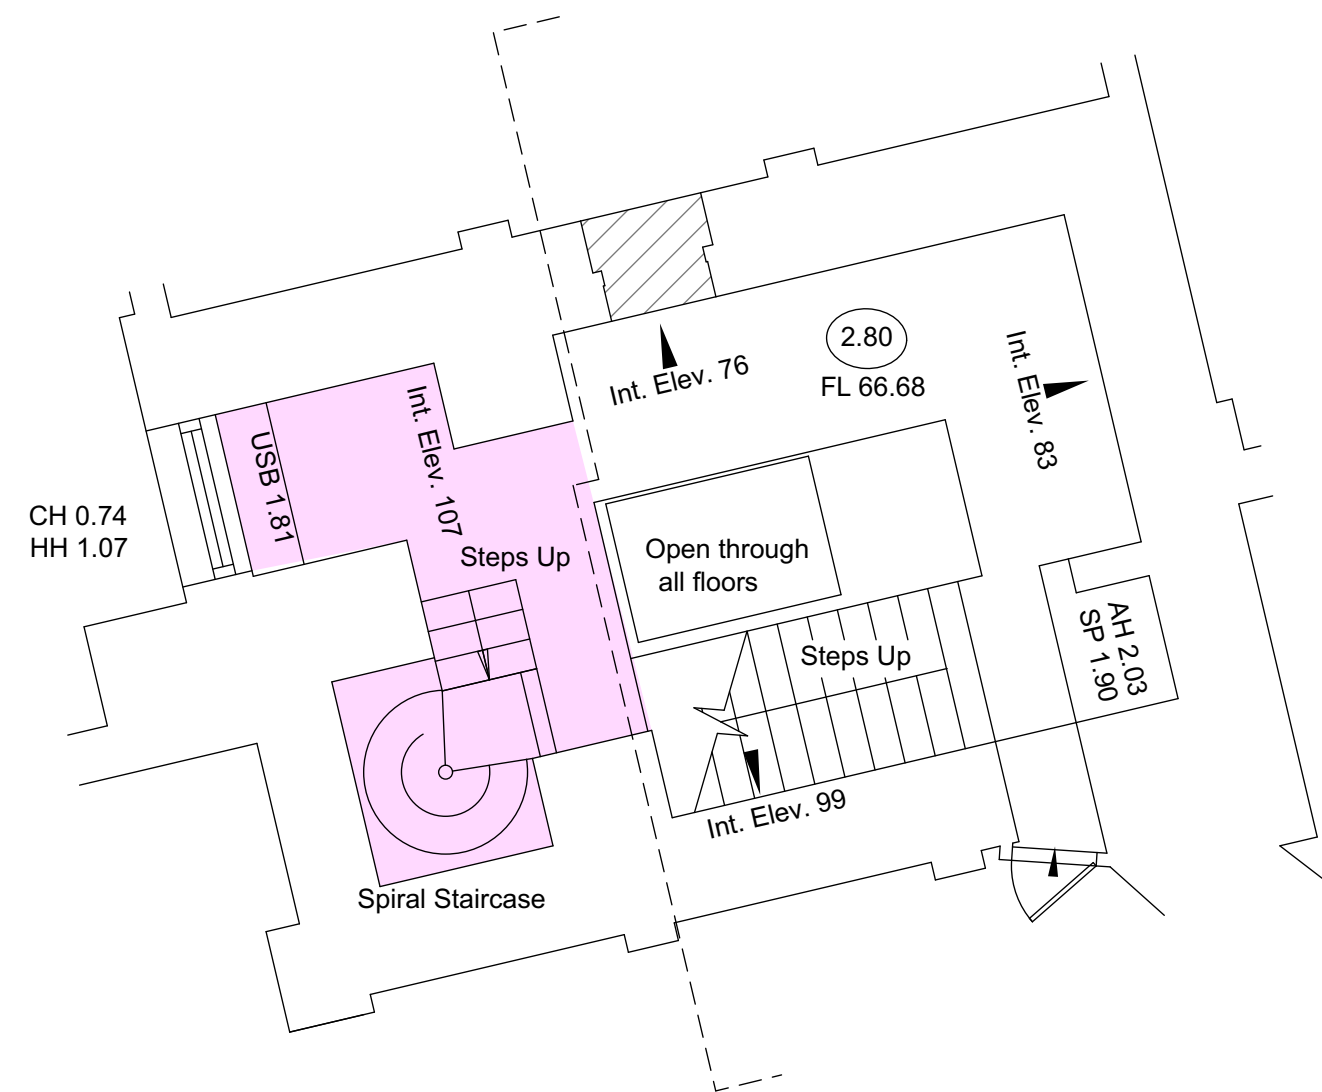 2.80
FL 66.68
Int. Elev. 76
Int. Elev. 83
Int. Elev. 107
USB 1.81
CH 0.74
HH 1.07
Steps Up
Open through
all floors
Steps Up
AH 2.03
SP 1.90
Int. Elev. 99
Spiral Staircase